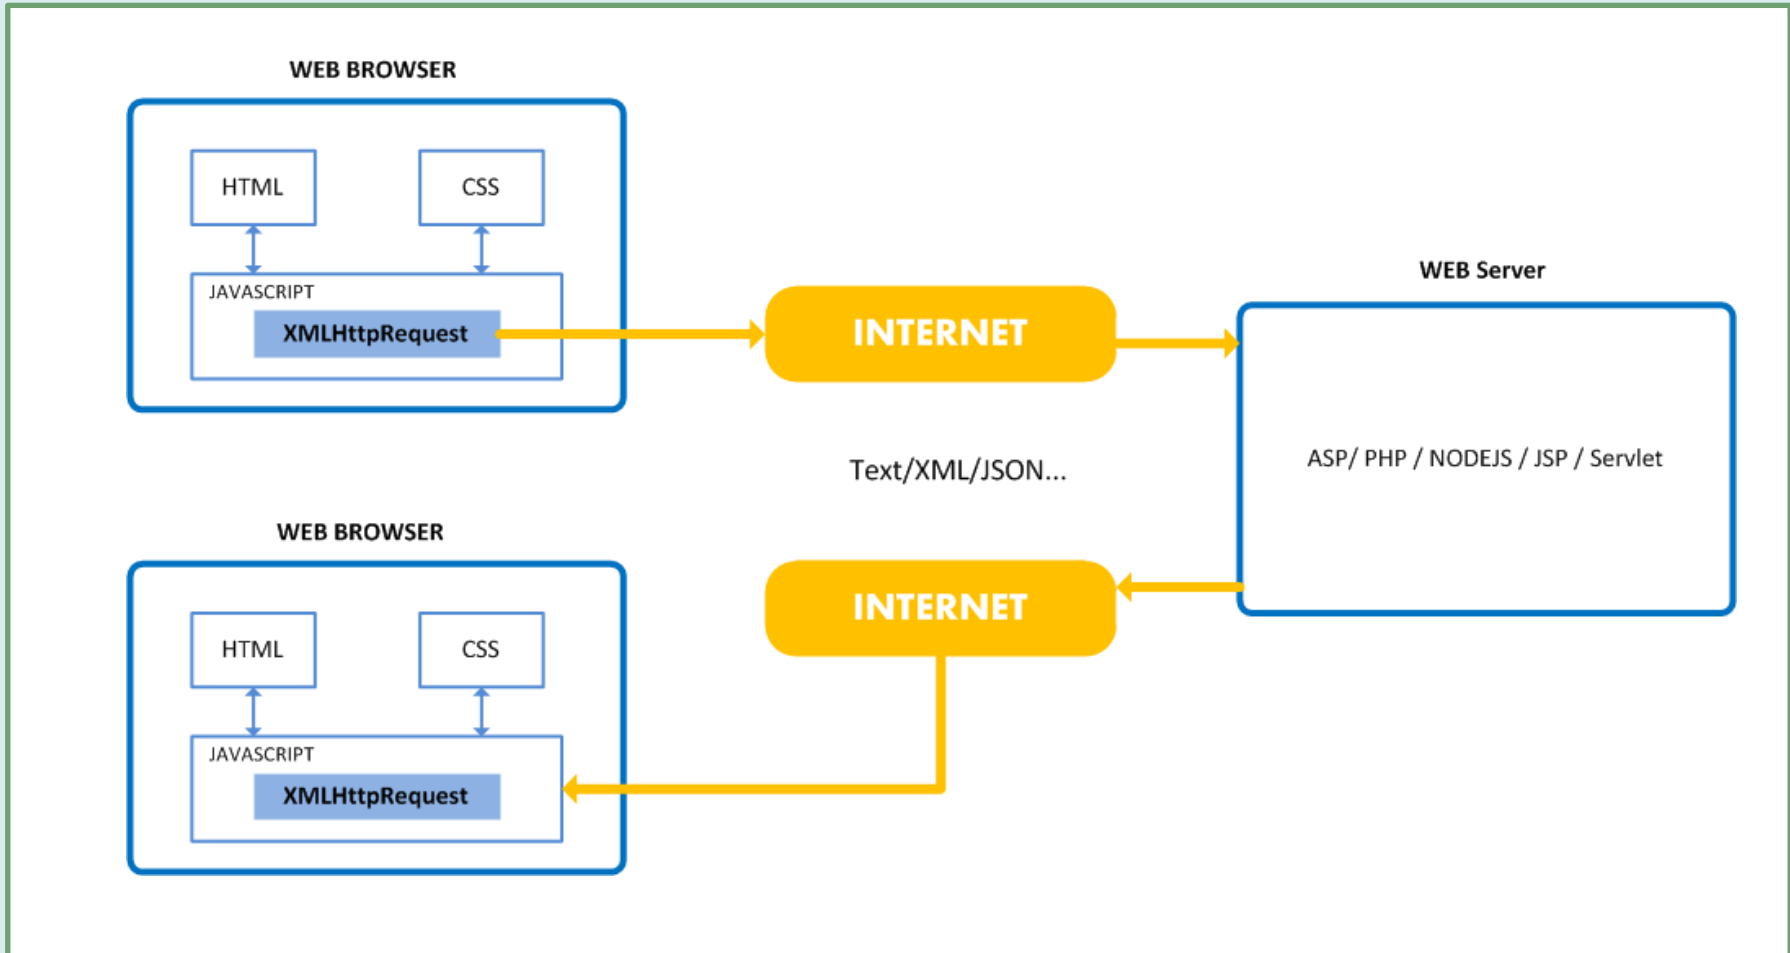 WEB BROWSER
HTML
CSS
JAVASCRIPT
XMLHttpRequest
INTERNET
WEB Server
ASP/ PHP / NODEJS / JSP / Servlet
Text/XML/JSON...
WEB BROWSER
HTML
CSS
JAVASCRIPT
XMLHttpRequest
INTERNET